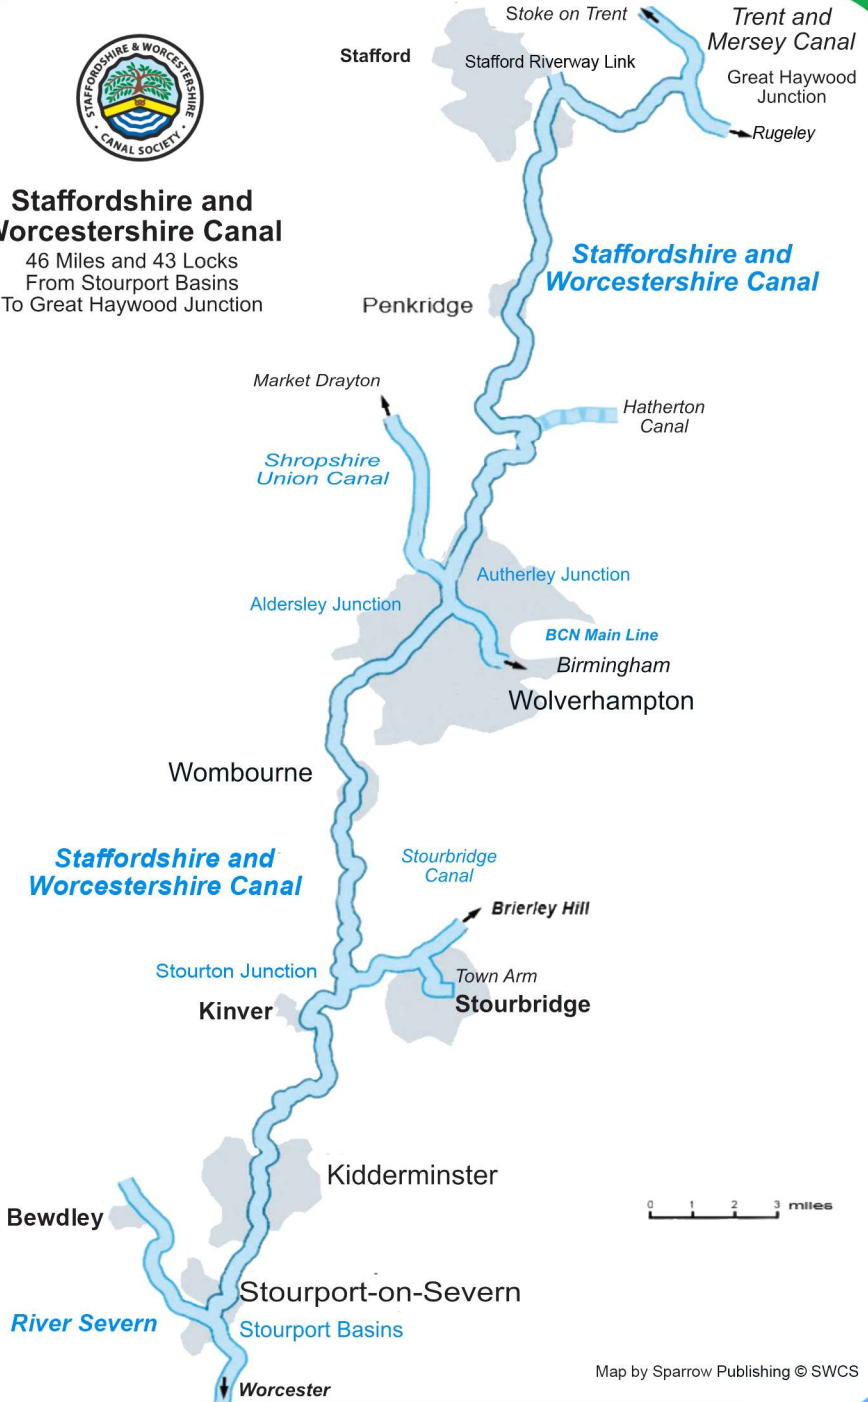 Stoke on Trent
Trent and
Mersey Canal
Stafford
Stafford Riverway Link
Great Haywood
Junction
Rugeley
STAFFORDSHIRE & WORCESTERSHIRE
• CANAL SOCIETY •
Staffordshire and
Worcestershire Canal
46 Miles and 43 Locks
From Stourport Basins
To Great Haywood Junction
Staffordshire and
Worcestershire Canal
Penkridge
Market Drayton
Hatherton
Canal
Shropshire
Union Canal
Autherley Junction
Aldersley Junction
BCN Main Line
Birmingham
Wolverhampton
Wombourne
Staffordshire and
Worcestershire Canal
Stourbridge
Canal
Brierley Hill
Stourton Junction
Town Arm
Kinver
Stourbridge
Kidderminster
Bewdley
0 1 2 3 miles
Stourport-on-Severn
River Severn
Stourport Basins
Map by Sparrow Publishing © SWCS
Worcester